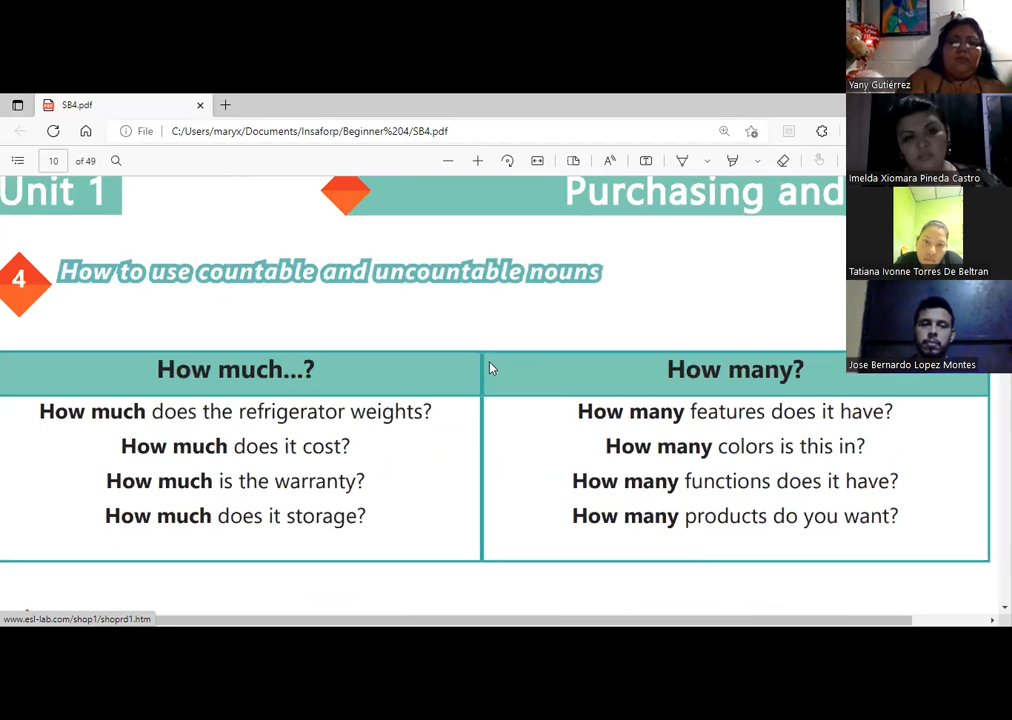 SB4.pdf
File
C:/Users/maryx/Documents/Insaforp/Beginner%204/SB4.pdf
10 of 49
Unit 1
Purchasing and
4
How to use countable and uncountable nouns
How much...?
How many?
How much does the refrigerator weights?
How many features does it have?
How much does it cost?
How many colors is this in?
How much is the warranty?
How many functions does it have?
How much does it storage?
How many products do you want?
www.esl-lab.com/shop1/shoprd1.htm
Yany Gutiérrez
Imelda Xiomara Pineda Castro
Tatiana Ivonne Torres De Beltran
Jose Bernardo Lopez Montes